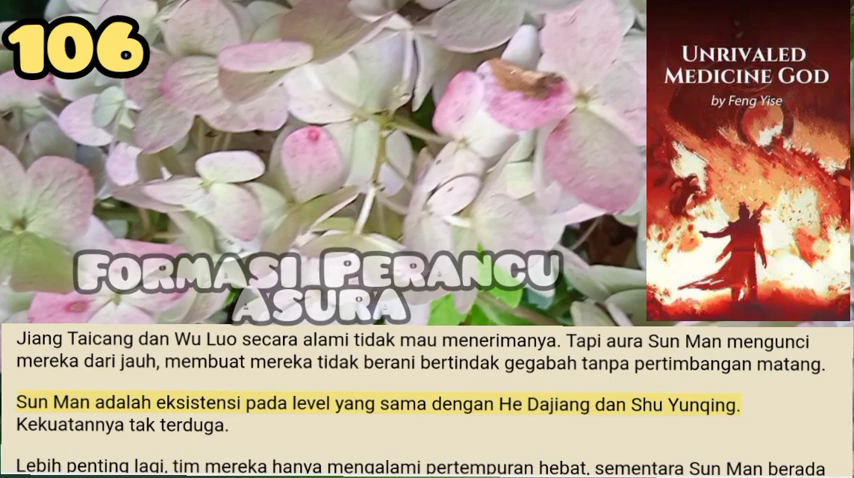 106
UNRIVALED
MEDICINE GOD
by Feng Yise
FORMASI PERANCU
ASURA
Jiang Taicang dan Wu Luo secara alami tidak mau menerimanya. Tapi aura Sun Man mengunci
mereka dari jauh, membuat mereka tidak berani bertindak gegabah tanpa pertimbangan matang.
Sun Man adalah eksistensi pada level yang sama dengan He Dajiang dan Shu Yunqing.
Kekuatannya tak terduga.
Lebih penting lagi, tim mereka hanya mengalami pertempuran hebat, sementara Sun Man berada